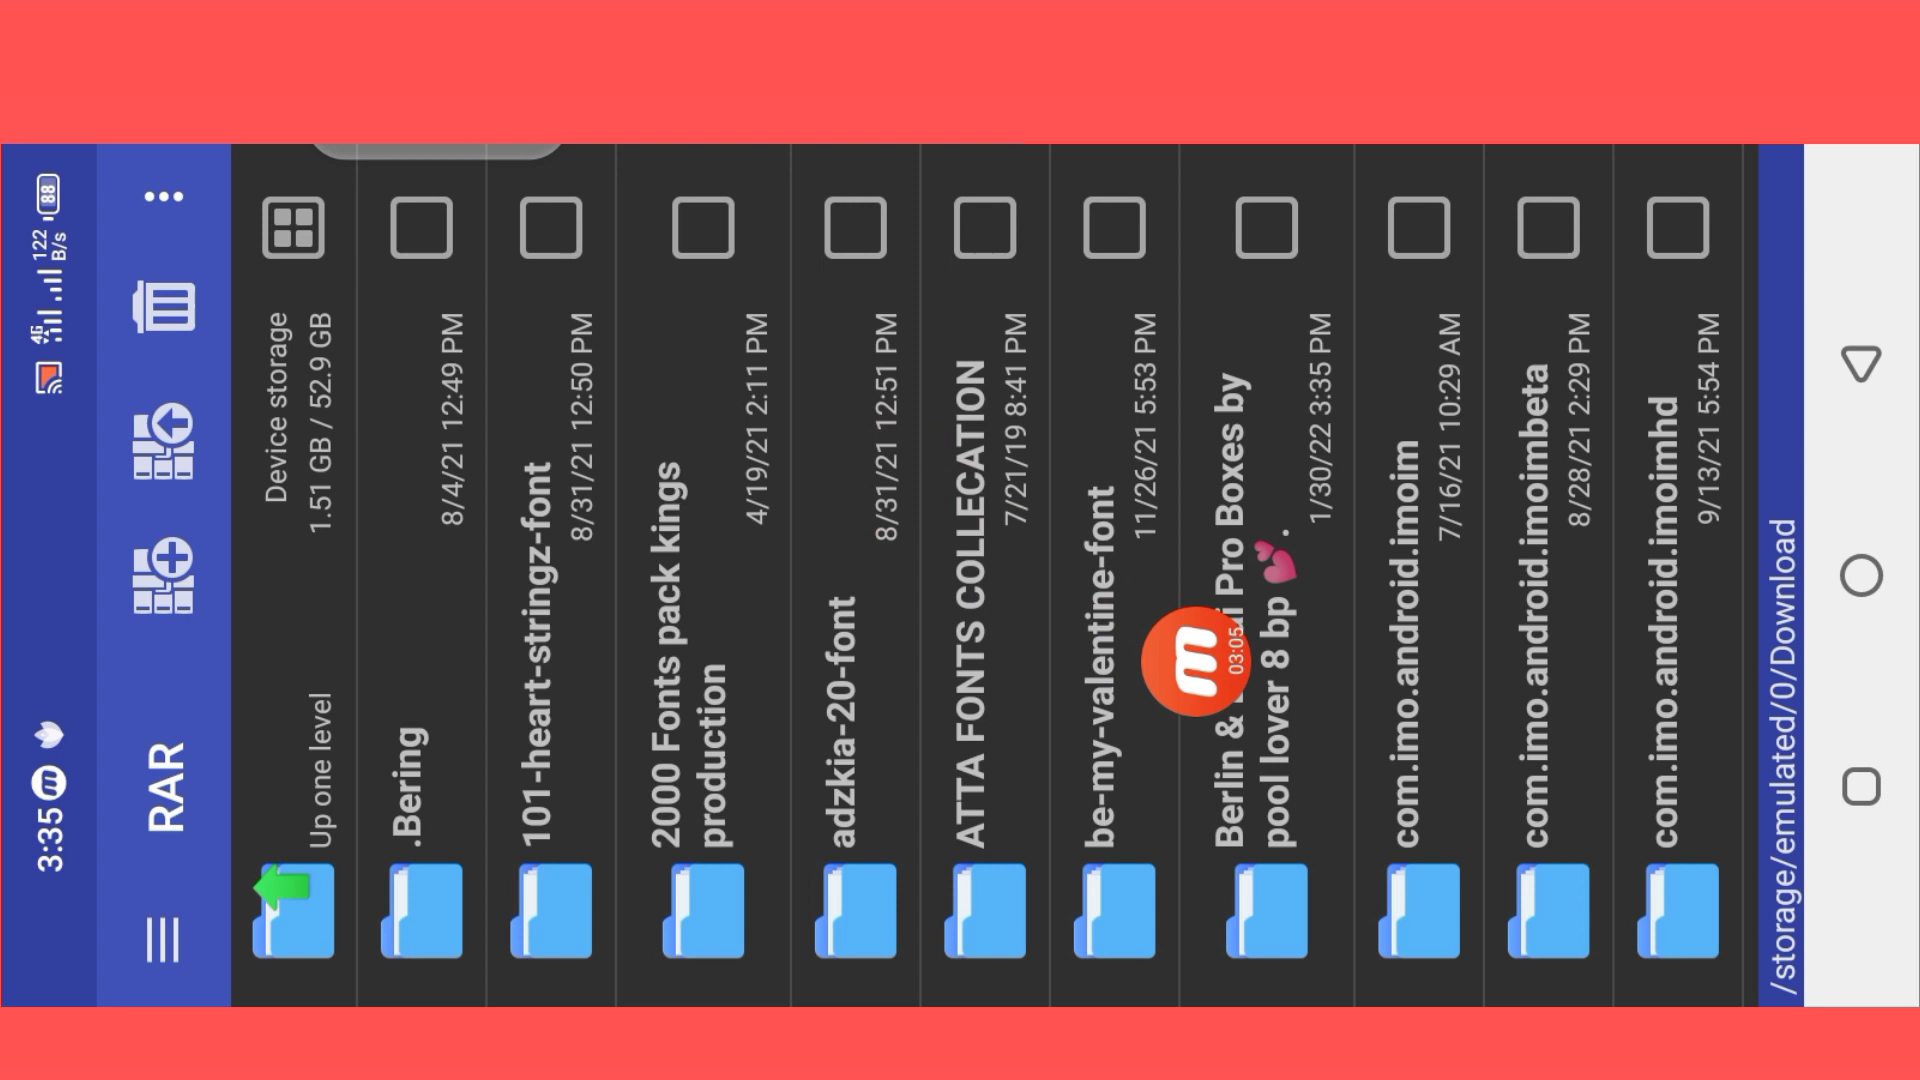 3:35
4G
122
B/s
88
RAR
Device storage
Up one level
1.51 GB / 52.9 GB
.Bering
8/4/21 12:49 PM
101-heart-stringz-font
8/31/21 12:50 PM
2000 Fonts pack kings
production
4/19/21 2:11 PM
adzkia-20-font
8/31/21 12:51 PM
ATTA FONTS COLLECATION
7/21/19 8:41 PM
be-my-valentine-font
11/26/21 5:53 PM
Berlin & Pro Boxes by
pool lover 8 bp 💕.
1/30/22 3:35 PM
03:05
com.imo.android.imoim
7/16/21 10:29 AM
com.imo.android.imoimbeta
8/28/21 2:29 PM
com.imo.android.imoimhd
9/13/21 5:54 PM
/storage/emulated/0/Download